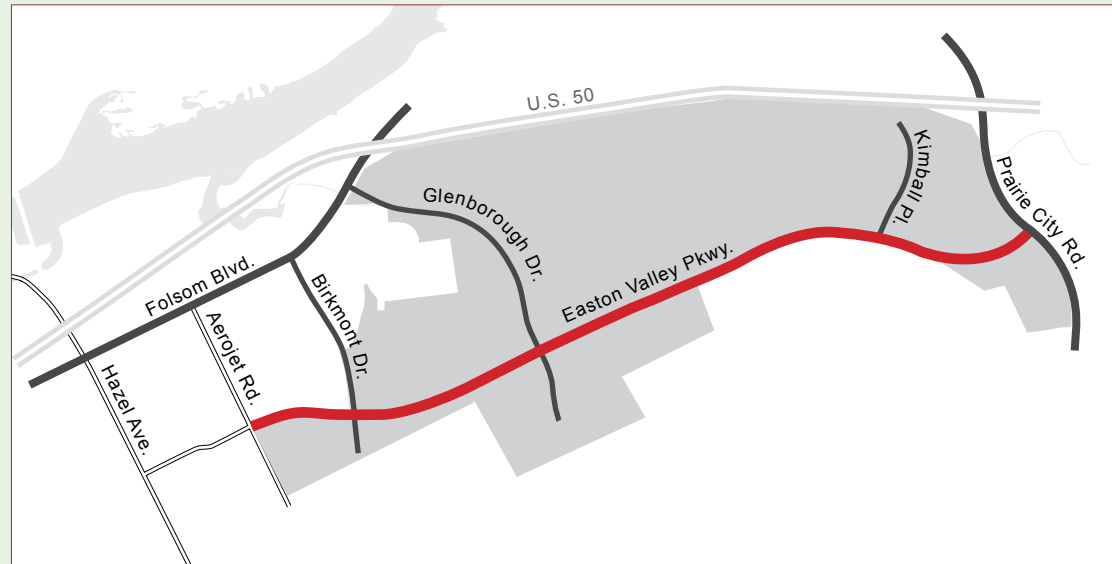 U.S. 50
Kimball Pl.
Prairie City Rd.
Glenborough Dr.
Easton Valley Pkwy.
Folsom Blvd.
Birkmont Dr.
Aerojet Rd.
Hazel Ave.